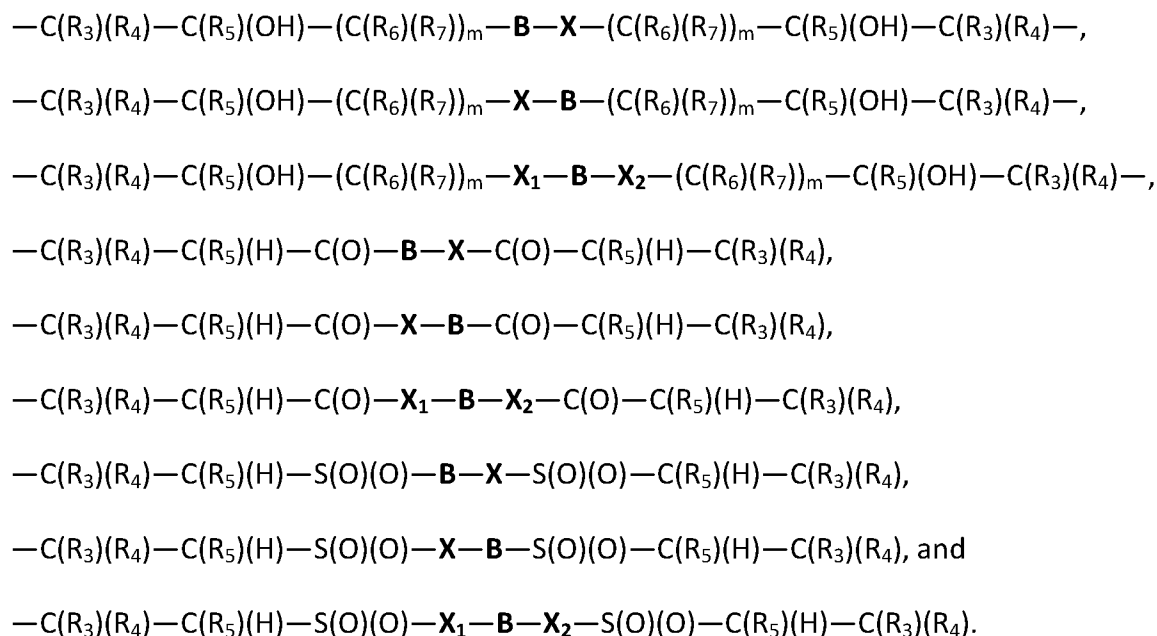 —C(R₃)(R₄)—C(R₅)(OH)—(C(R₆)(R₇))ₘ—B—X—(C(R₆)(R₇))ₘ—C(R₅)(OH)—C(R₃)(R₄)—,
—C(R₃)(R₄)—C(R₅)(OH)—(C(R₆)(R₇))ₘ—X—B—(C(R₆)(R₇))ₘ—C(R₅)(OH)—C(R₃)(R₄)—,
—C(R₃)(R₄)—C(R₅)(OH)—(C(R₆)(R₇))ₘ—X₁—B—X₂—(C(R₆)(R₇))ₘ—C(R₅)(OH)—C(R₃)(R₄)—,
—C(R₃)(R₄)—C(R₅)(H)—C(O)—B—X—C(O)—C(R₅)(H)—C(R₃)(R₄),
—C(R₃)(R₄)—C(R₅)(H)—C(O)—X—B—C(O)—C(R₅)(H)—C(R₃)(R₄),
—C(R₃)(R₄)—C(R₅)(H)—C(O)—X₁—B—X₂—C(O)—C(R₅)(H)—C(R₃)(R₄),
—C(R₃)(R₄)—C(R₅)(H)—S(O)(O)—B—X—S(O)(O)—C(R₅)(H)—C(R₃)(R₄),
—C(R₃)(R₄)—C(R₅)(H)—S(O)(O)—X—B—S(O)(O)—C(R₅)(H)—C(R₃)(R₄), and
—C(R₃)(R₄)—C(R₅)(H)—S(O)(O)—X₁—B—X₂—S(O)(O)—C(R₅)(H)—C(R₃)(R₄).